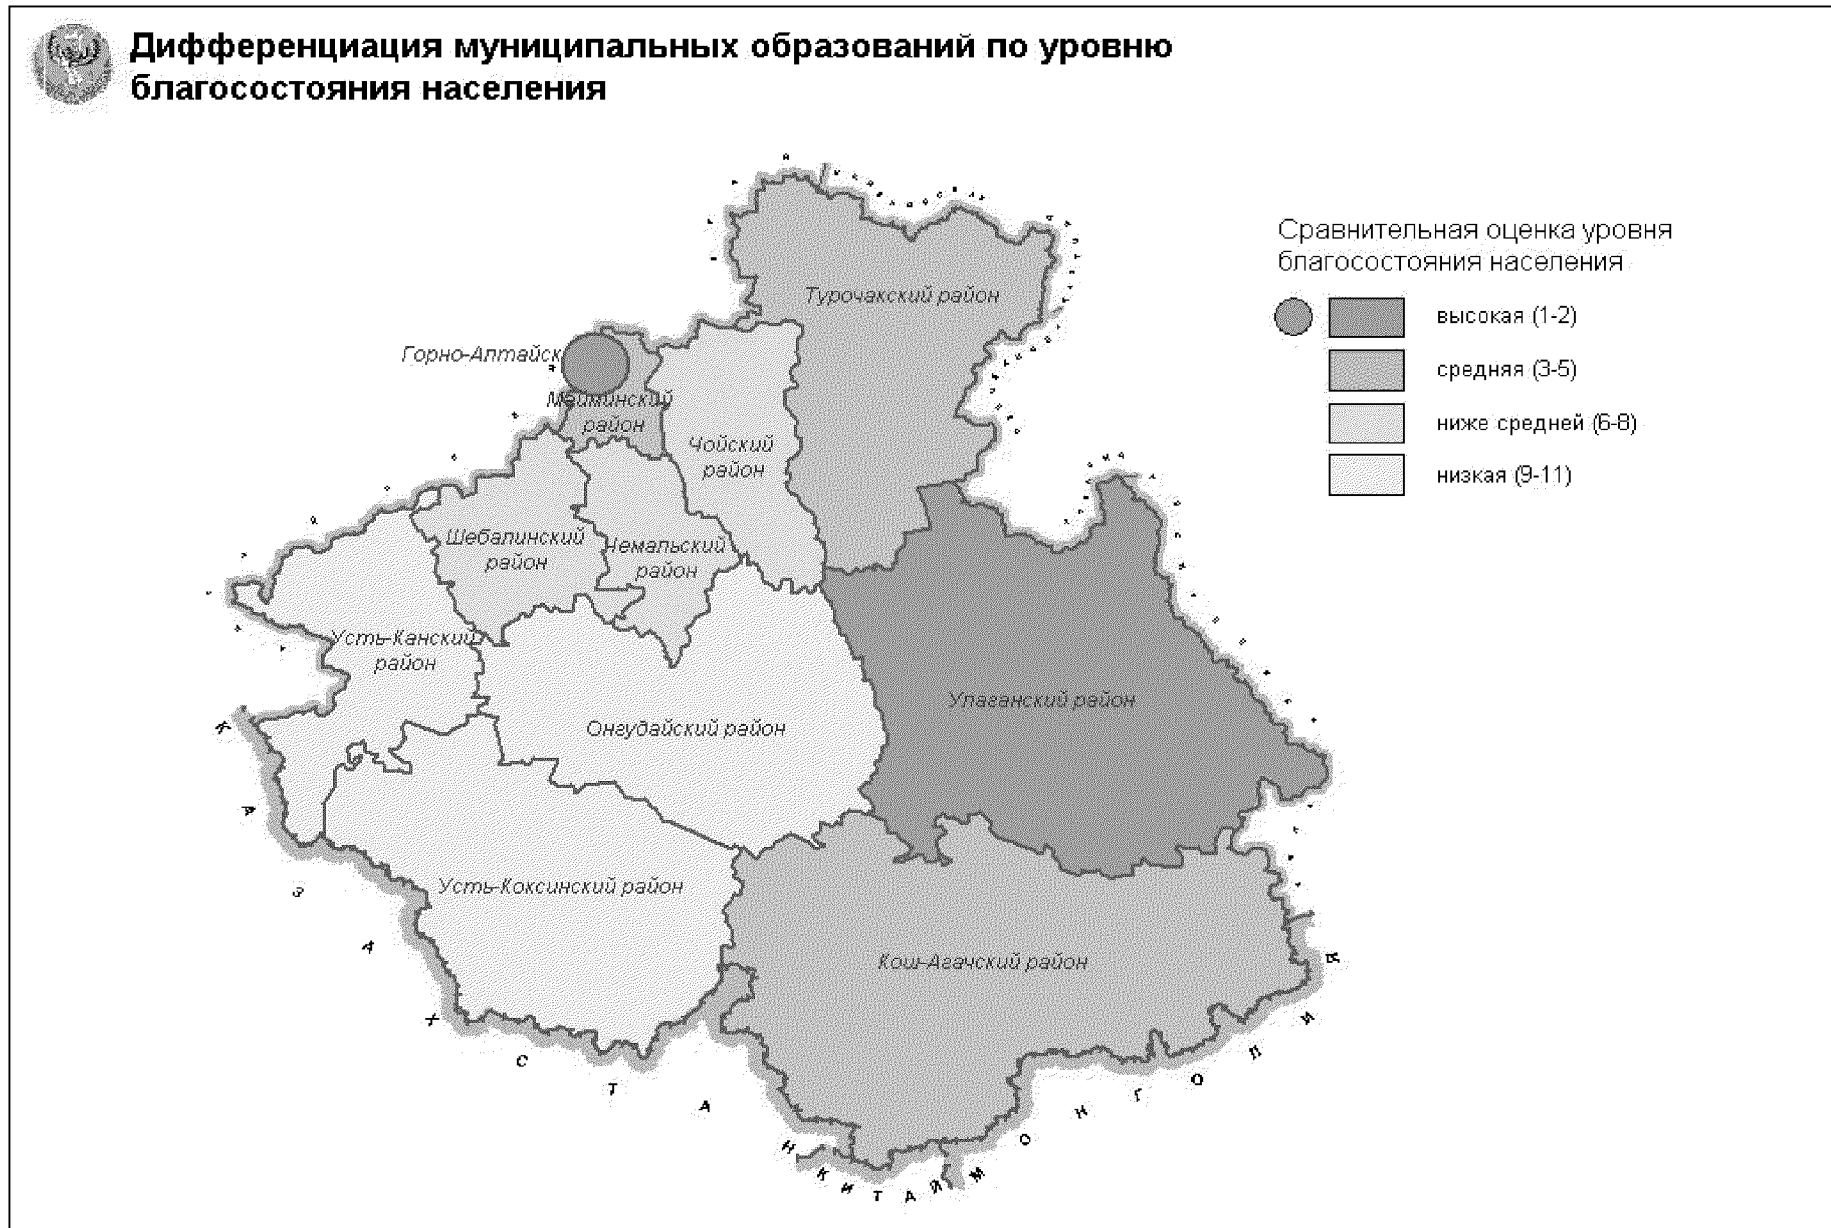 Дифференциация муниципальных образований по уровню
благосостояния населения
Сравнительная оценка уровня
благосостояния населения
высокая (1-2)
средняя (3-5)
ниже средней (6-8)
низкая (9-11)
Турочакский район
Горно-Алтайск
Майминский
район
Чойский
район
Шебалинский
район
Чемальский
район
Усть-Канский
район
Онгудайский район
Улаганский район
Усть-Коксинский район
Кош-Агачский район
КАЗАХСТАН
КИТАЙ